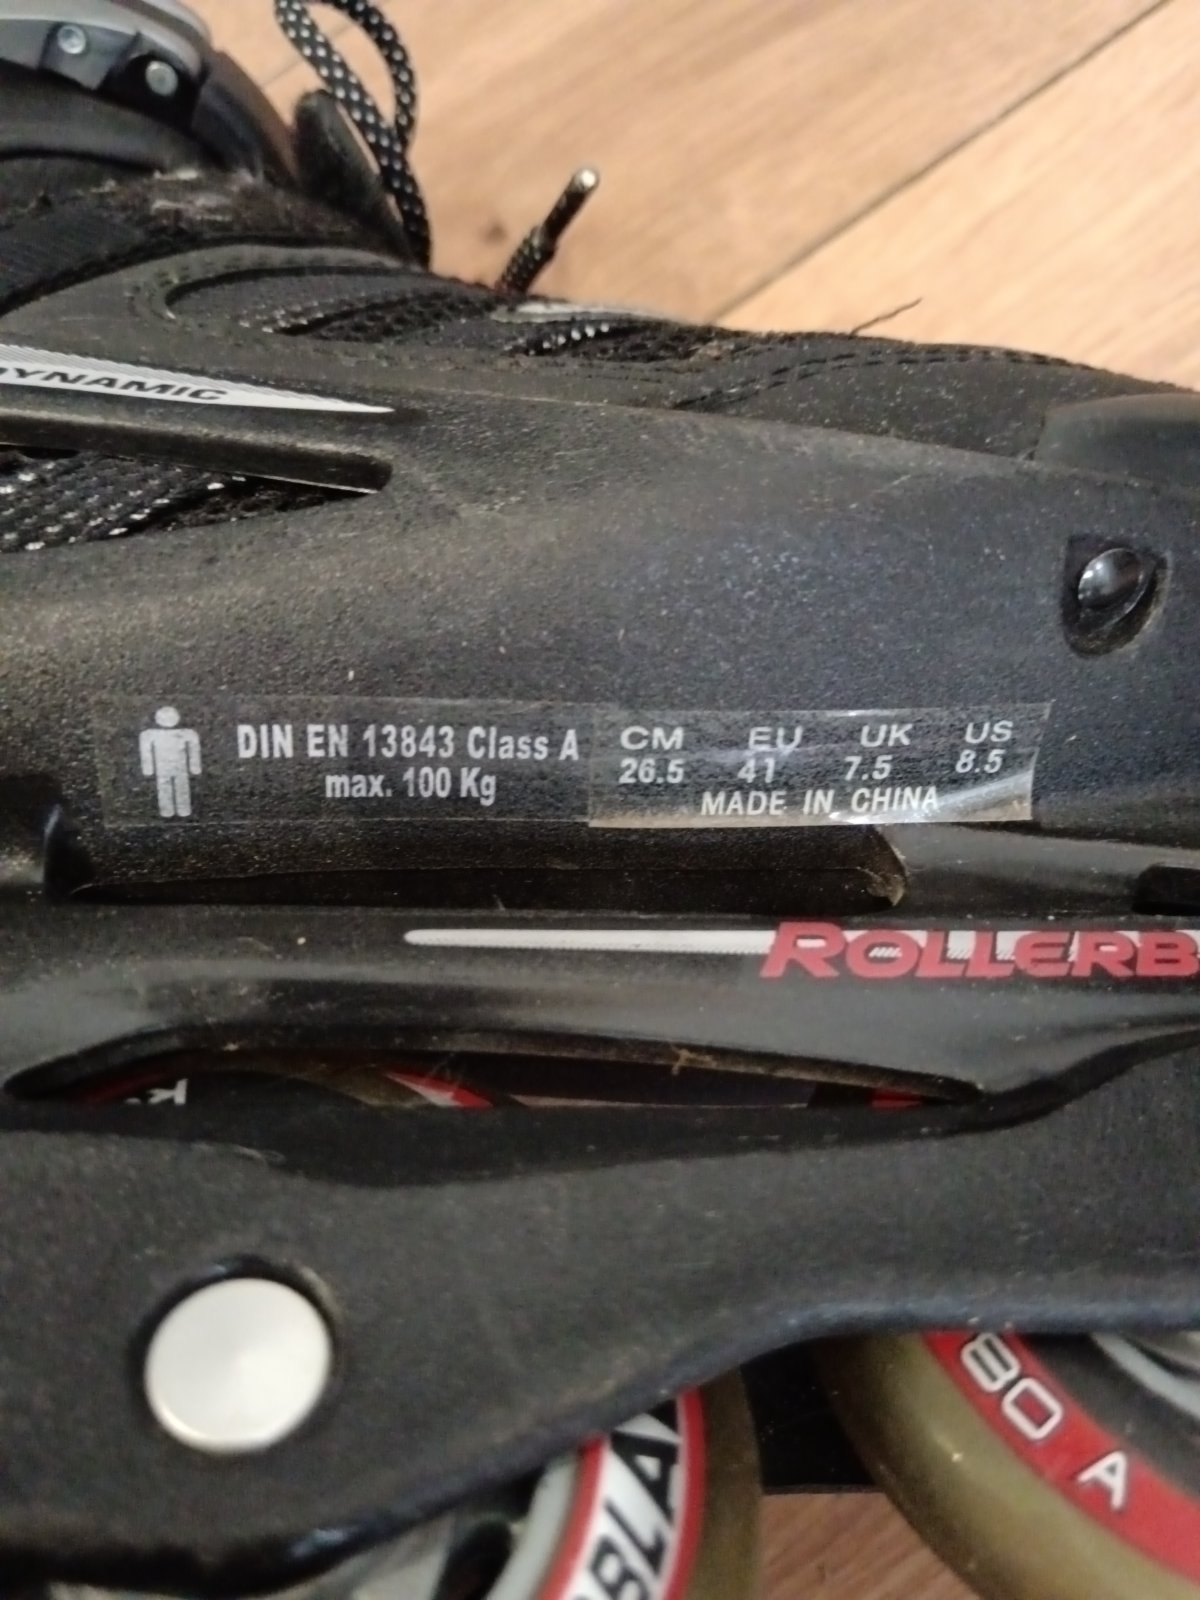 DYNAMIC
DIN EN 13843 Class A
max. 100 Kg
CM EU UK US
26.5 41 7.5 8.5
MADE IN CHINA
ROLLERB
BLA
80 A